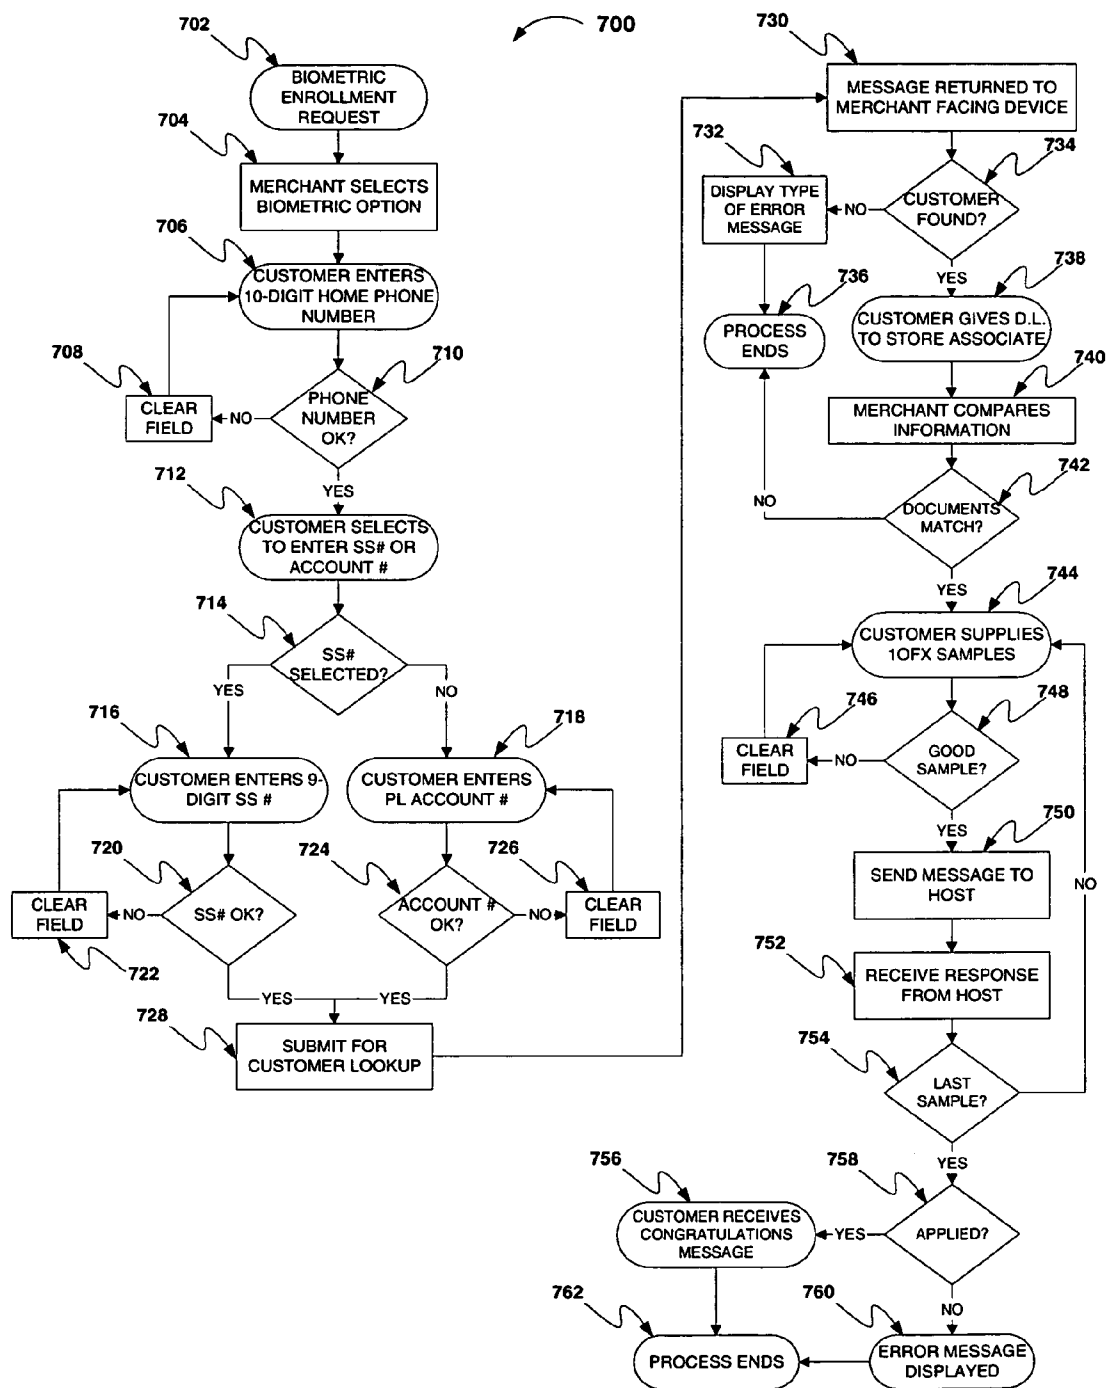 700
702
BIOMETRIC
ENROLLMENT
REQUEST
704
MERCHANT SELECTS
BIOMETRIC OPTION
706
CUSTOMER ENTERS
10-DIGIT HOME PHONE
NUMBER
708
CLEAR
FIELD
NO
710
PHONE
NUMBER
OK?
YES
712
CUSTOMER SELECTS
TO ENTER SS# OR
ACCOUNT #
714
SS#
SELECTED?
YES
NO
716
CUSTOMER ENTERS 9-
DIGIT SS #
718
CUSTOMER ENTERS
PL ACCOUNT #
720
SS# OK?
NO
CLEAR
FIELD
722
724
ACCOUNT #
OK?
NO
726
CLEAR
FIELD
YES
YES
728
SUBMIT FOR
CUSTOMER LOOKUP
730
MESSAGE RETURNED TO
MERCHANT FACING DEVICE
732
DISPLAY TYPE
OF ERROR
MESSAGE
NO
734
CUSTOMER
FOUND?
YES
736
PROCESS
ENDS
738
CUSTOMER GIVES D.L.
TO STORE ASSOCIATE
740
MERCHANT COMPARES
INFORMATION
742
DOCUMENTS
MATCH?
NO
YES
744
CUSTOMER SUPPLIES
1OFX SAMPLES
746
CLEAR
FIELD
NO
748
GOOD
SAMPLE?
YES
750
SEND MESSAGE TO
HOST
NO
752
RECEIVE RESPONSE
FROM HOST
754
LAST
SAMPLE?
YES
756
CUSTOMER RECEIVES
CONGRATULATIONS
MESSAGE
YES
758
APPLIED?
NO
760
ERROR MESSAGE
DISPLAYED
762
PROCESS ENDS